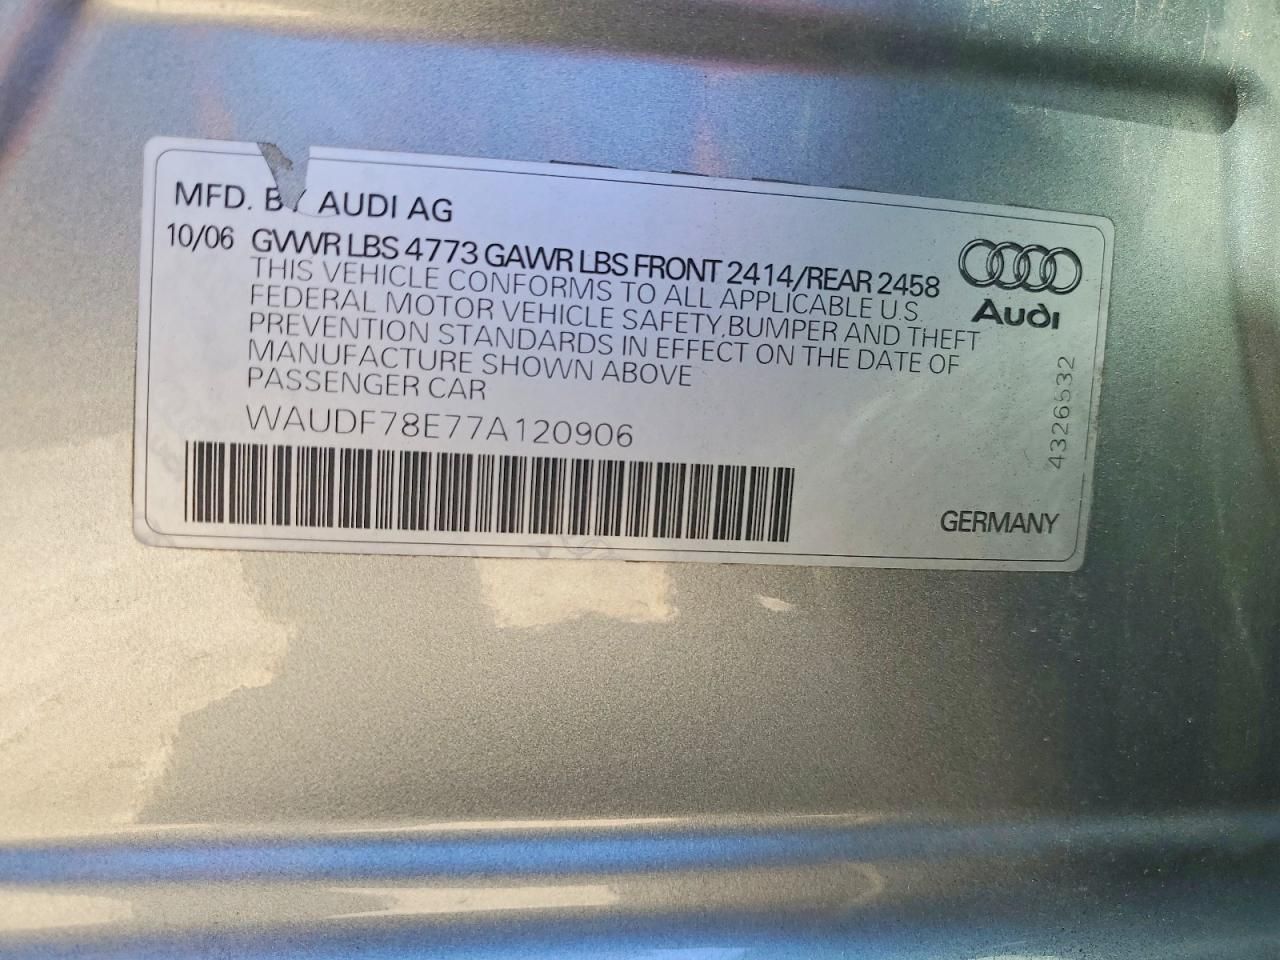 MFD. BY AUDI AG
10/06 GVWR LBS 4773 GAWR LBS FRONT 2414/REAR 2458
THIS VEHICLE CONFORMS TO ALL APPLICABLE U.S.
FEDERAL MOTOR VEHICLE SAFETY, BUMPER AND THEFT
PREVENTION STANDARDS IN EFFECT ON THE DATE OF
MANUFACTURE SHOWN ABOVE
PASSENGER CAR
WAUDF78E77A120906
Audi
4326532
GERMANY